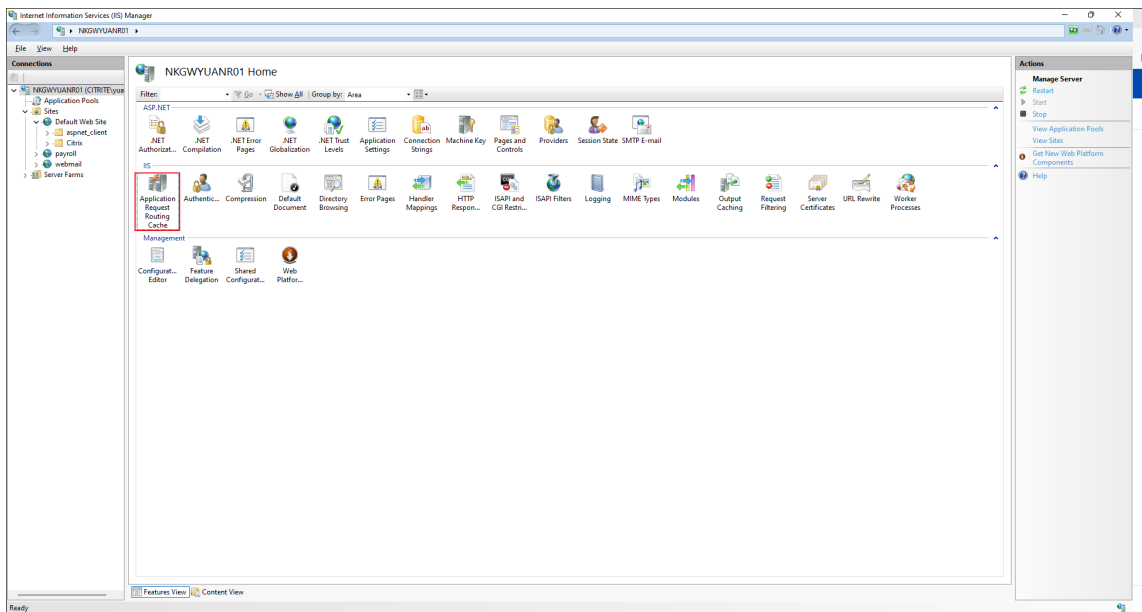 Internet Information Services (IIS) Manager
NKGWYUANR01
File View Help
Connections
NKGWYUANR01 (CITRITE\yua
Application Pools
Sites
Default Web Site
aspnet_client
Citrix
payroll
webmail
Server Farms
NKGWYUANR01 Home
Filter: Go Show All Group by: Area
ASP.NET
.NET Authorizat...
.NET Compilation
.NET Error Pages
.NET Globalization
.NET Trust Levels
Application Settings
Connection Strings
Machine Key
Pages and Controls
Providers
Session State
SMTP E-mail
IIS
Application Request Routing Cache
Authentic...
Compression
Default Document
Directory Browsing
Error Pages
Handler Mappings
HTTP Respon...
ISAPI and CGI Restri...
ISAPI Filters
Logging
MIME Types
Modules
Output Caching
Request Filtering
Server Certificates
URL Rewrite
Worker Processes
Management
Configurat... Editor
Feature Delegation
Shared Configurat...
Web Platfor...
Features View Content View
Actions
Manage Server
Restart
Start
Stop
View Application Pools
View Sites
Get New Web Platform
Components
Help
Ready